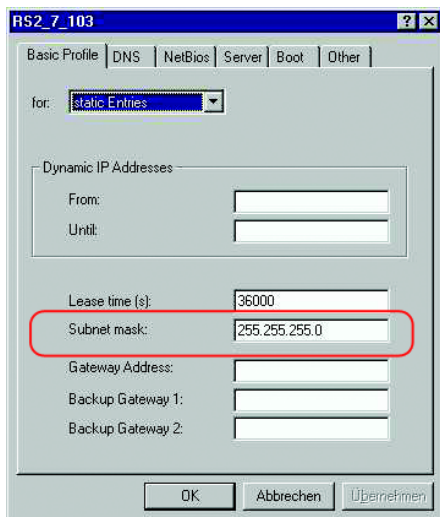 RS2_7_103
Basic Profile DNS NetBios Server Boot Other
for: static Entries
Dynamic IP Addresses
From:
Until:
Lease time (s): 36000
Subnet mask: 255.255.255.0
Gateway Address:
Backup Gateway 1:
Backup Gateway 2:
OK Abbrechen Übernehmen